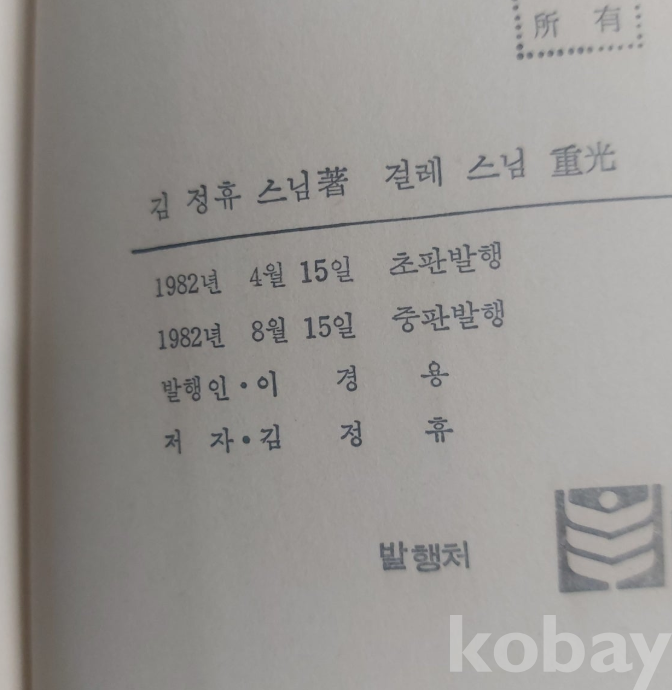 所 有
김 정휴 스님著 걸레 스님 重光
1982년 4월 15일 초판발행
1982년 8월 15일 중판발행
발행인·이 경 용
저 자·김 정 휴
발행처
kobay